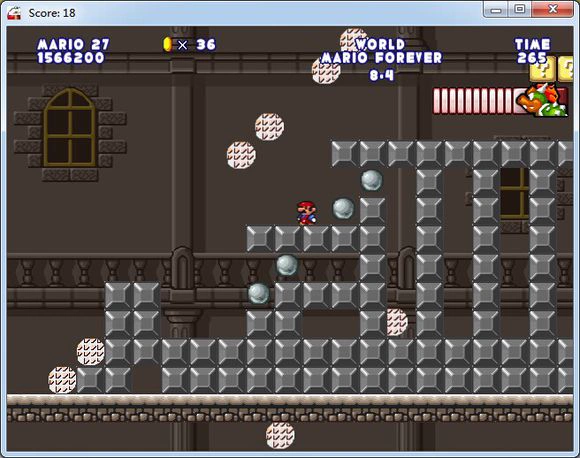 Score: 18
MARIO 27
1566200
× 36
WORLD
MARIO FOREVER
8-4
TIME
265
? ?